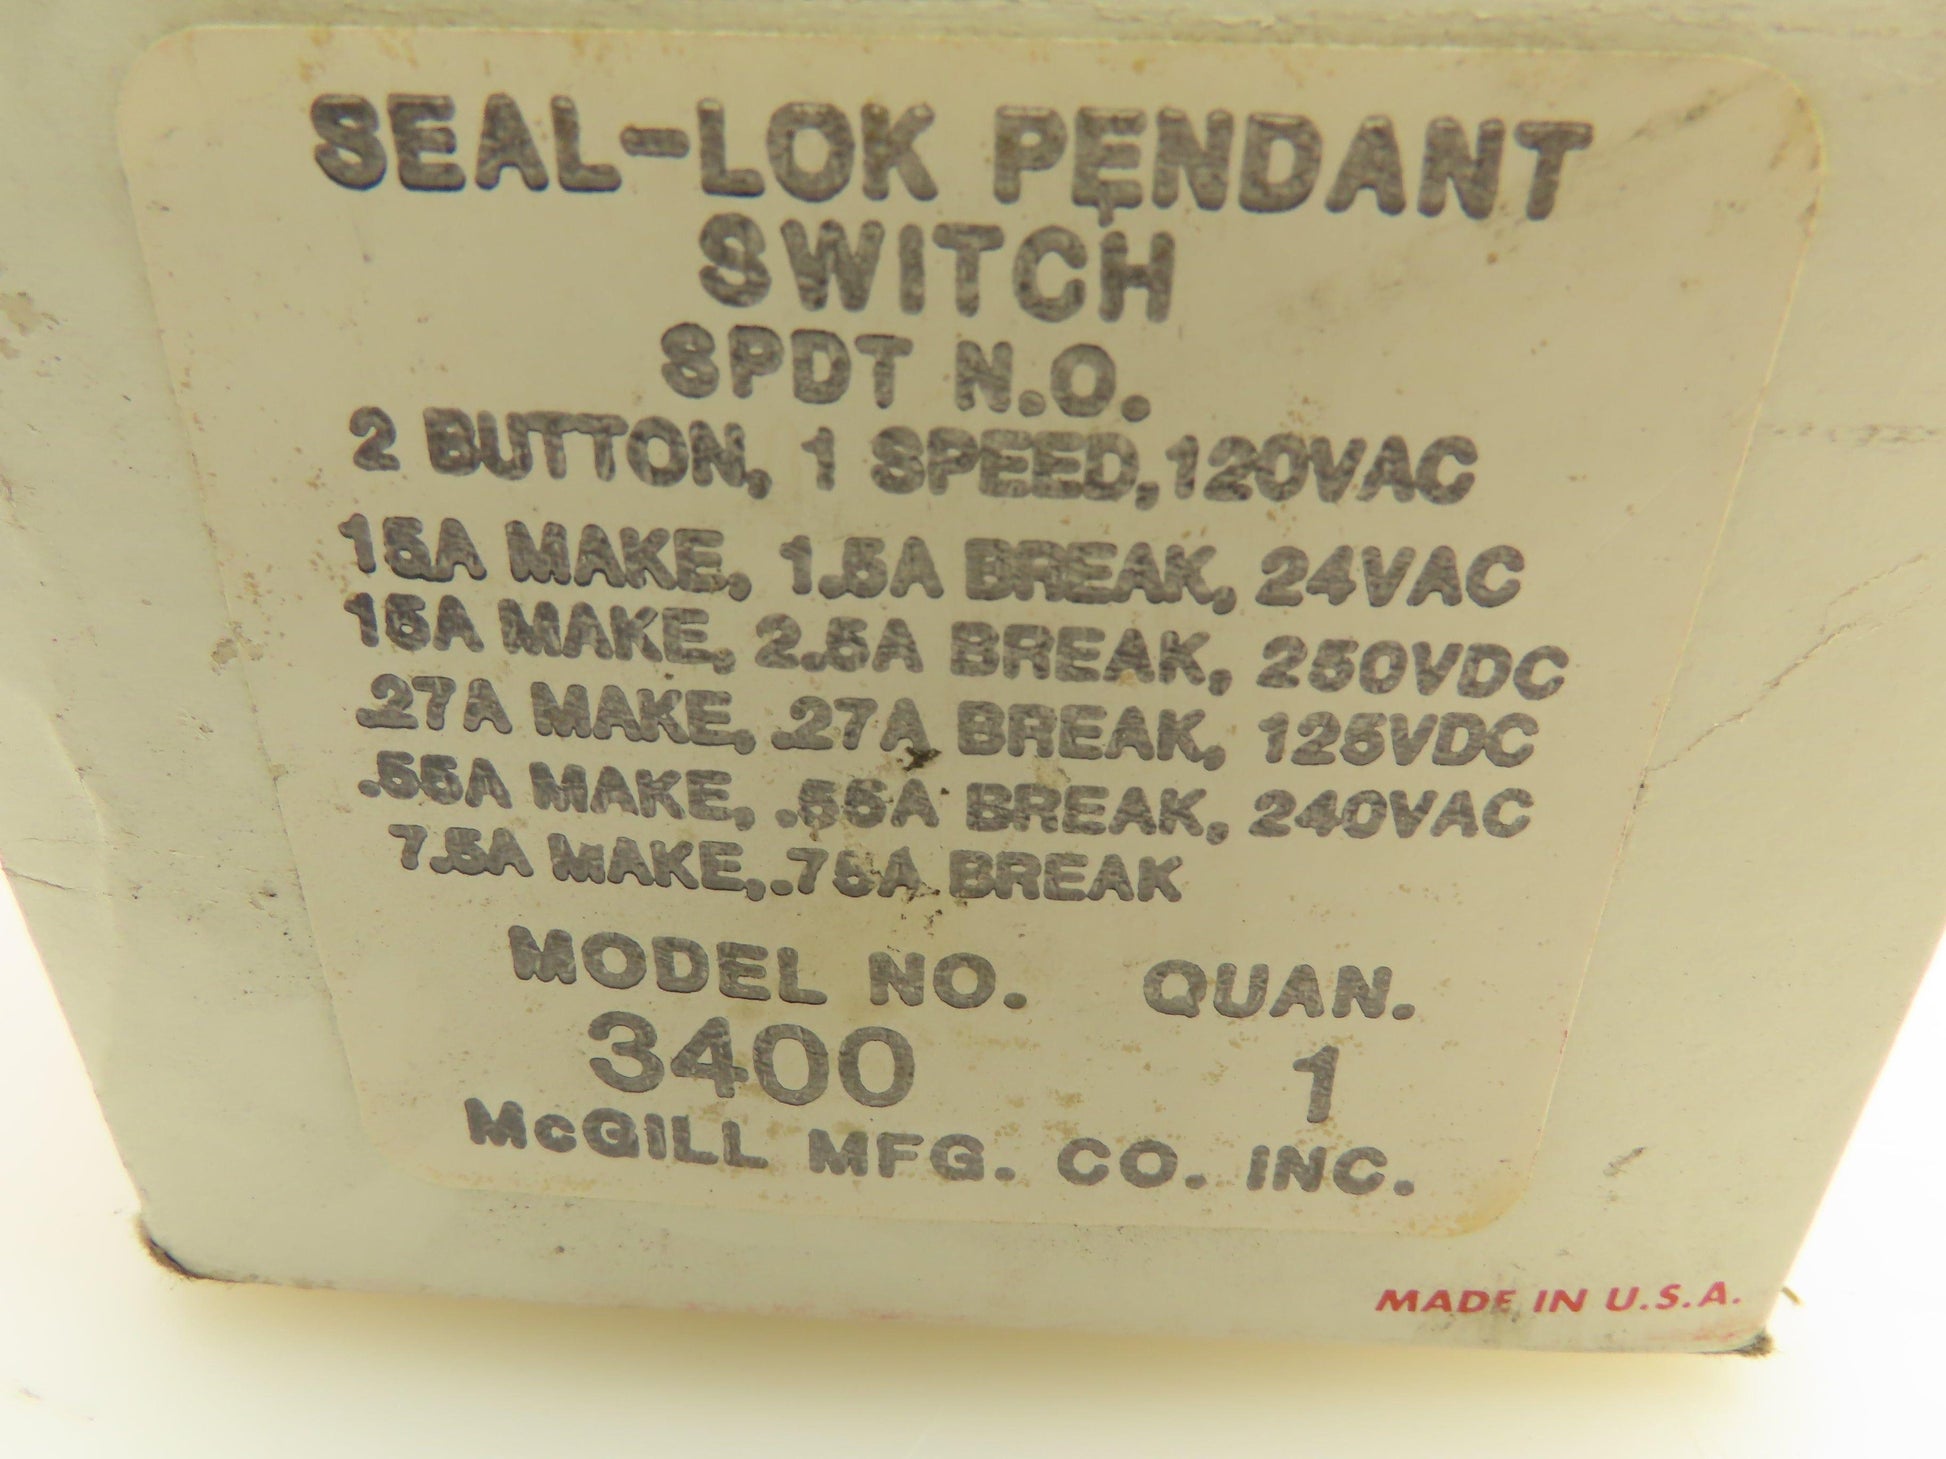 SEAL-LOK PENDANT
SWITCH
SPDT N.O.
2 BUTTON, 1 SPEED,120VAC
15A MAKE, 1.5A BREAK, 24VAC
15A MAKE, 2.5A BREAK, 250VDC
.27A MAKE, .27A BREAK, 125VDC
.55A MAKE, .55A BREAK, 240VAC
7.5A MAKE,.75A BREAK
MODEL NO. QUAN.
3400 1
McGILL MFG. CO. INC.
MADE IN U.S.A.